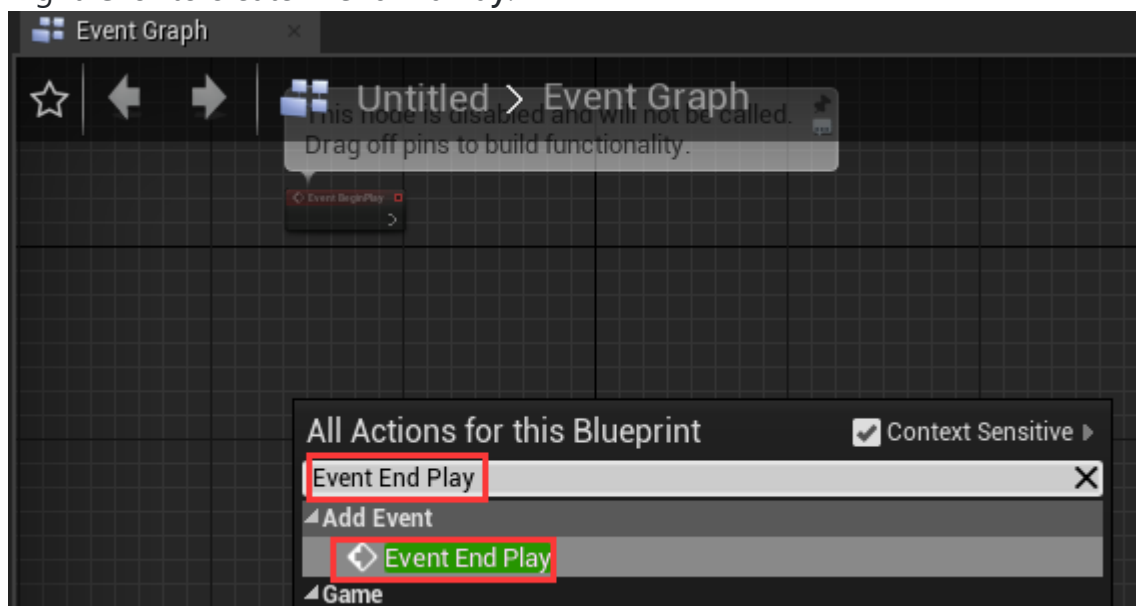 Event Graph
Untitled > Event Graph
This node is disabled and will not be called.
Drag off pins to build functionality.
Event BeginPlay
All Actions for this Blueprint
Context Sensitive
Event End Play
Add Event
Event End Play
Game